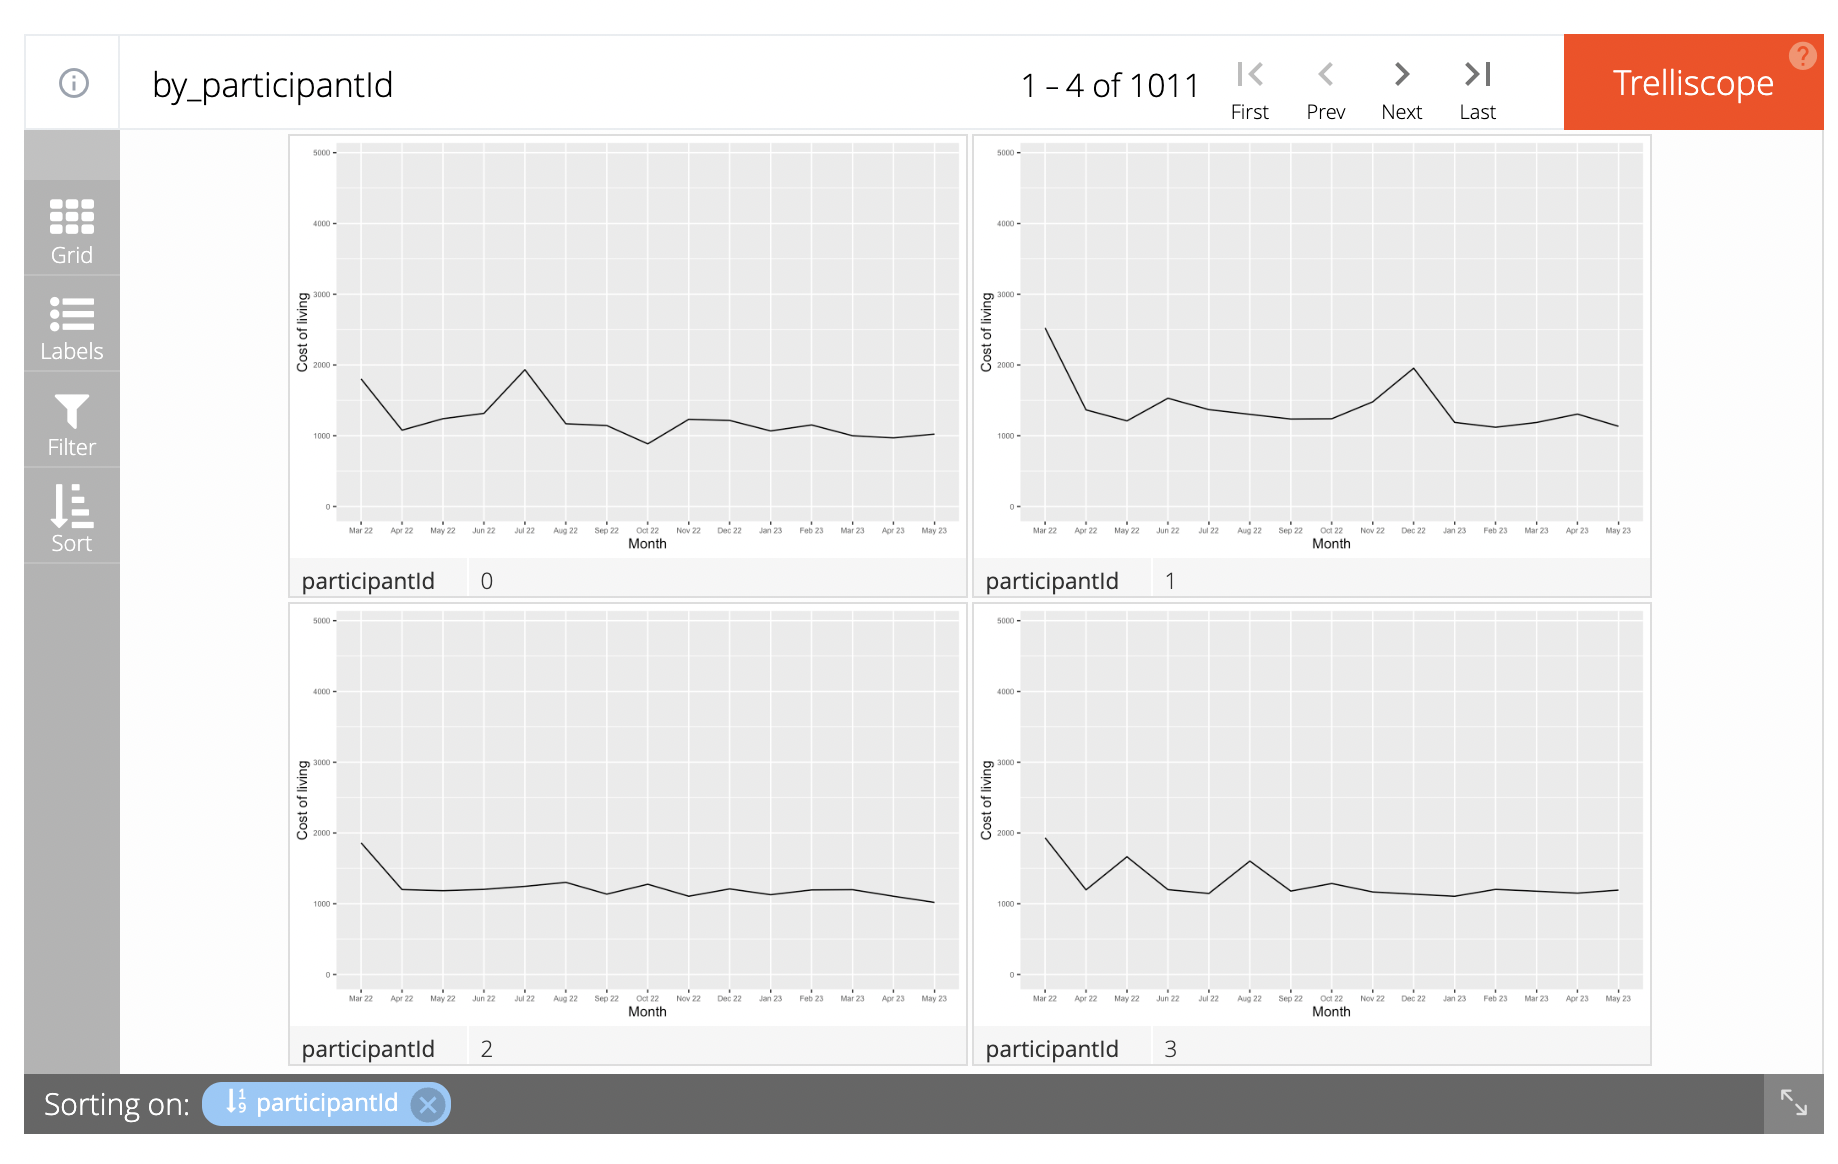 by_participantId
1 – 4 of 1011
First Prev Next Last
Trelliscope
?
Grid
Labels
Filter
Sort
5000
4000
3000
2000
1000
0
Cost of living
Mar 22 Apr 22 May 22 Jun 22 Jul 22 Aug 22 Sep 22 Oct 22 Nov 22 Dec 22 Jan 23 Feb 23 Mar 23 Apr 23 May 23
Month
participantId 0
5000
4000
3000
2000
1000
0
Cost of living
Mar 22 Apr 22 May 22 Jun 22 Jul 22 Aug 22 Sep 22 Oct 22 Nov 22 Dec 22 Jan 23 Feb 23 Mar 23 Apr 23 May 23
Month
participantId 1
5000
4000
3000
2000
1000
0
Cost of living
Mar 22 Apr 22 May 22 Jun 22 Jul 22 Aug 22 Sep 22 Oct 22 Nov 22 Dec 22 Jan 23 Feb 23 Mar 23 Apr 23 May 23
Month
participantId 2
5000
4000
3000
2000
1000
0
Cost of living
Mar 22 Apr 22 May 22 Jun 22 Jul 22 Aug 22 Sep 22 Oct 22 Nov 22 Dec 22 Jan 23 Feb 23 Mar 23 Apr 23 May 23
Month
participantId 3
Sorting on: 1 9 participantId